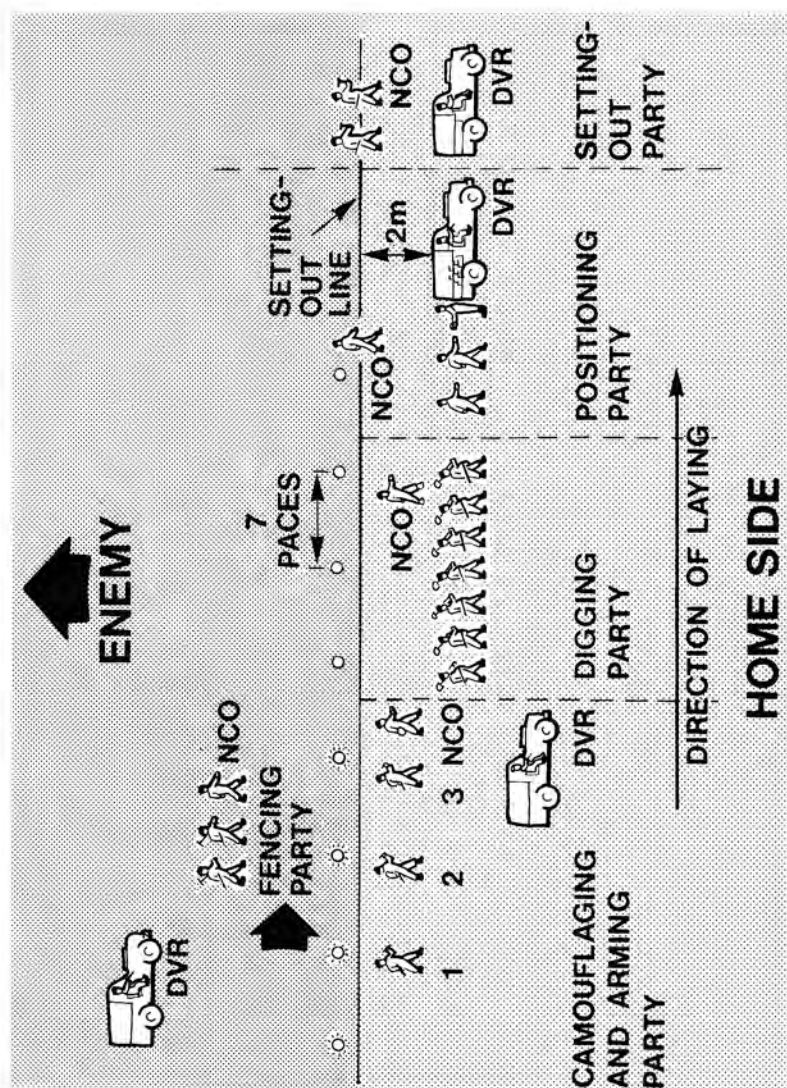 ENEMY
DVR
FENCING
PARTY
NCO
7
PACES
SETTING-
OUT
LINE
NCO
2m
NCO
DVR
DVR
NCO
1
2
3 NCO
DVR
CAMOUFLAGING
AND ARMING
PARTY
DIGGING
PARTY
POSITIONING
PARTY
SETTING-
OUT
PARTY
DIRECTION OF LAYING
HOME SIDE